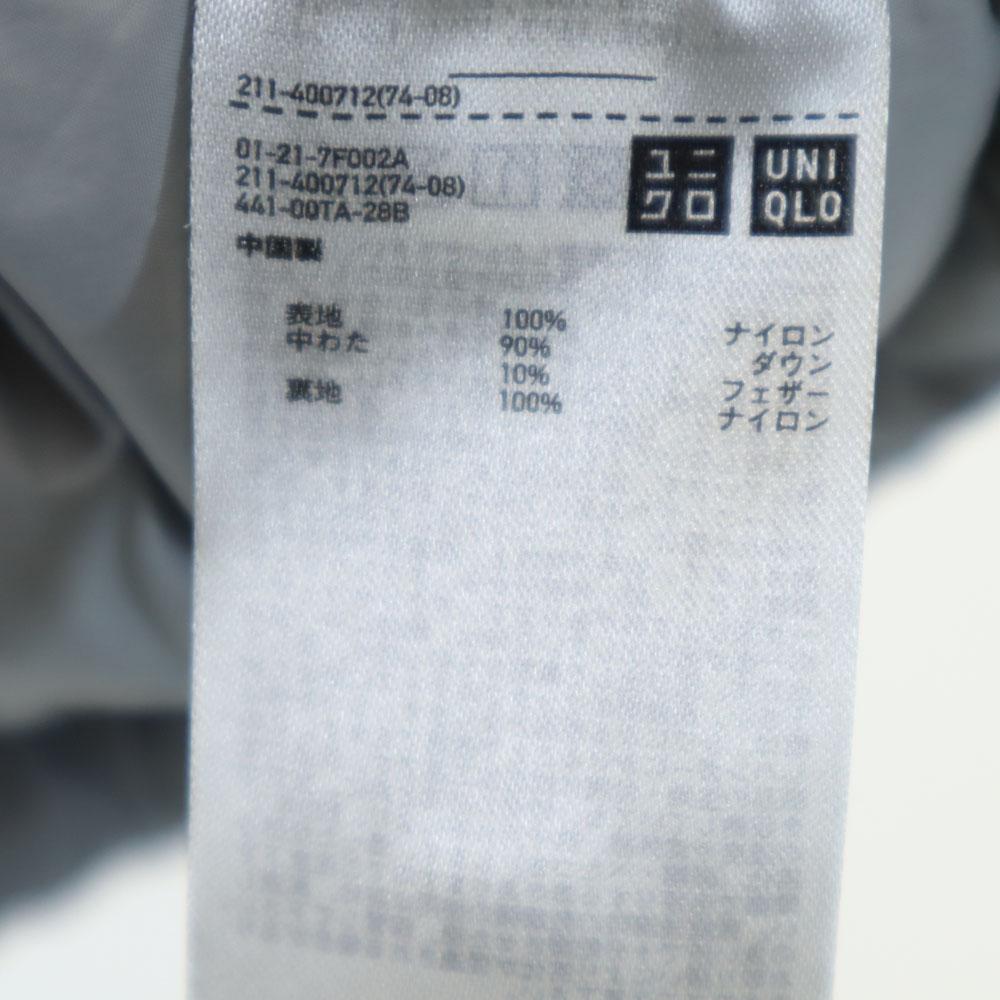 211-400712(74-08)
01-21-7F002A
211-400712(74-08)
441-00TA-28B
ユニ
クロ
UNI
QLO
中国製
表地 100% ナイロン
中わた 90% ダウン
10% フェザー
裏地 100% ナイロン